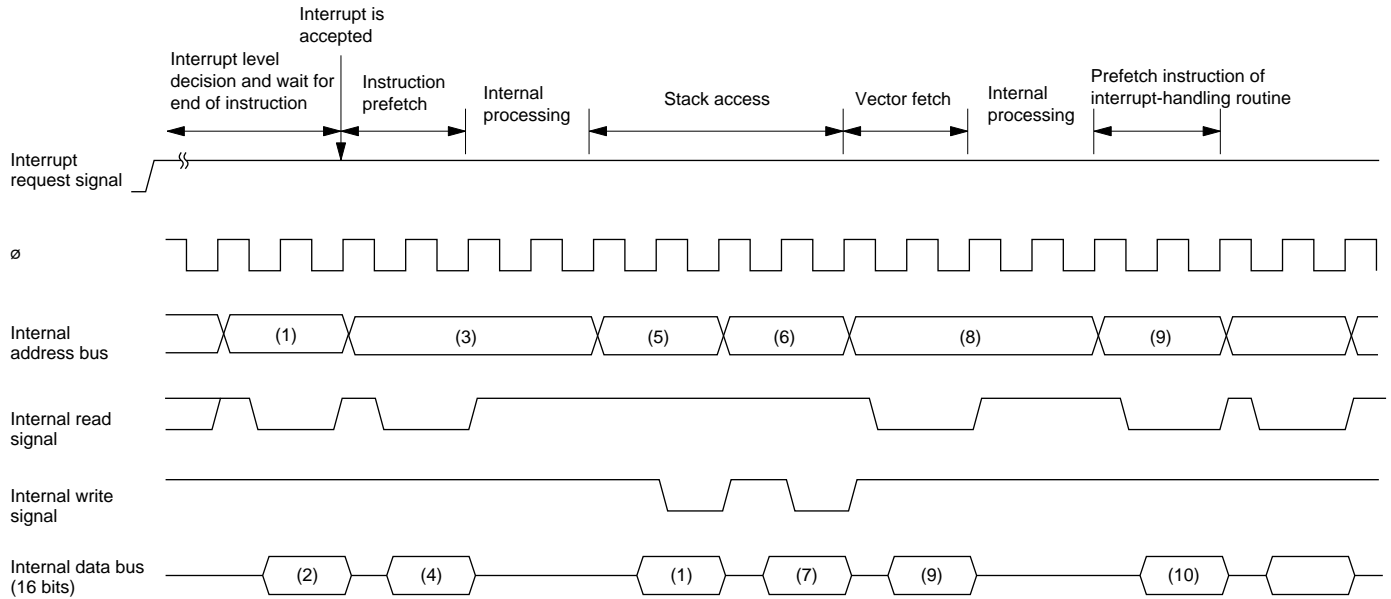 Interrupt is
accepted
Interrupt level
decision and wait for
end of instruction
Instruction
prefetch
Internal
processing
Stack access
Vector fetch
Internal
processing
Prefetch instruction of
interrupt-handling routine
Interrupt
request signal
ø
Internal
address bus
(1)
(3)
(5)
(6)
(8)
(9)
Internal read
signal
Internal write
signal
Internal data bus
(16 bits)
(2)
(4)
(1)
(7)
(9)
(10)